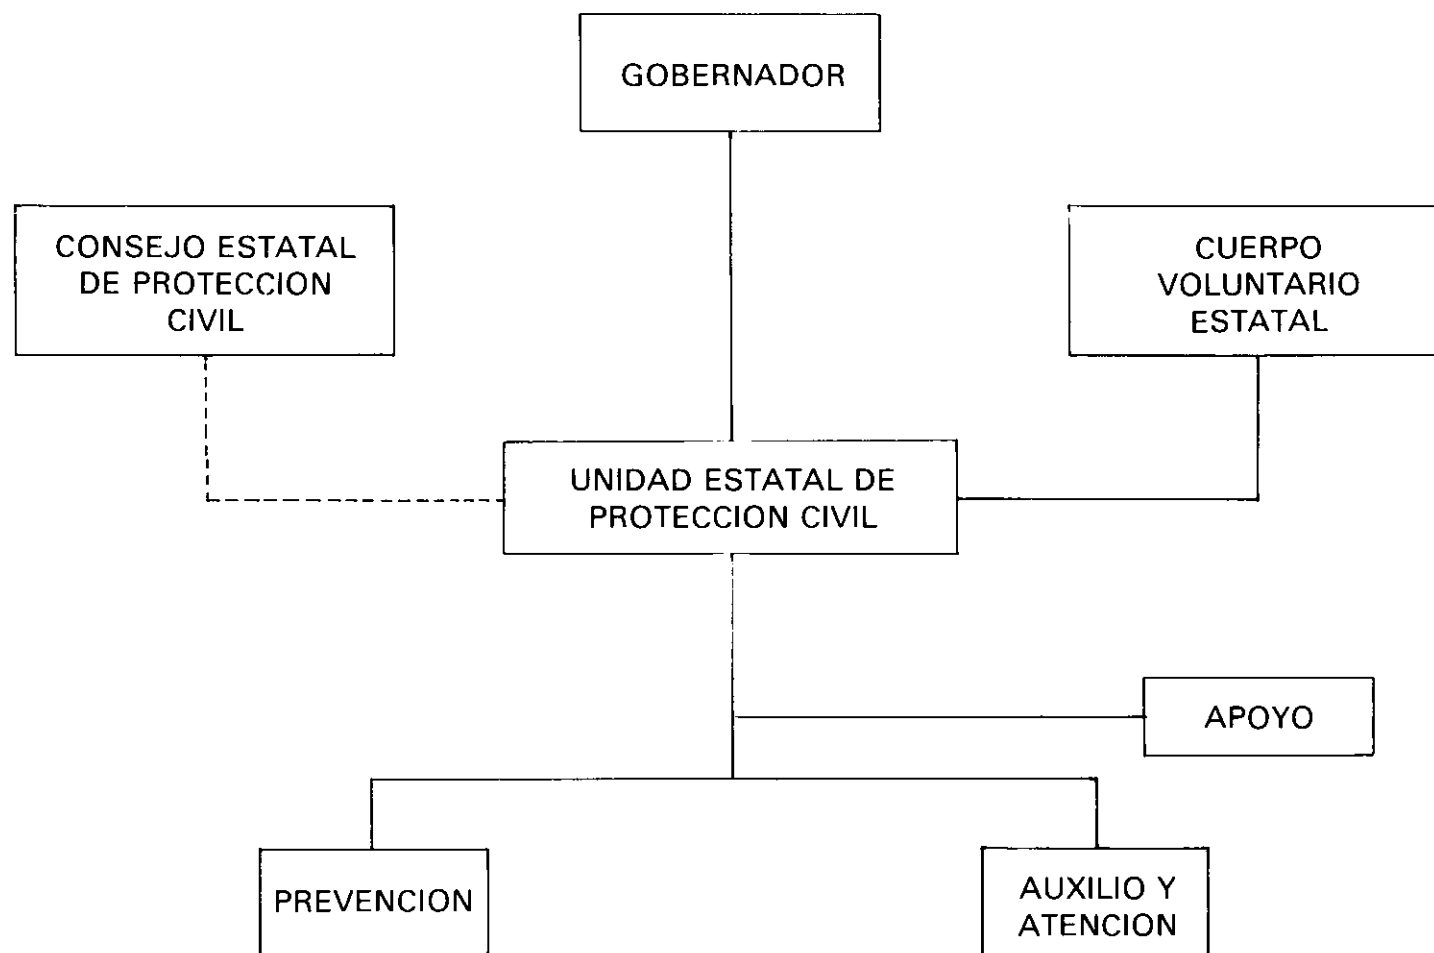 GOBERNADOR
CONSEJO ESTATAL
DE PROTECCION
CIVIL
CUERPO
VOLUNTARIO
ESTATAL
UNIDAD ESTATAL DE
PROTECCION CIVIL
APOYO
PREVENCION
AUXILIO Y
ATENCION